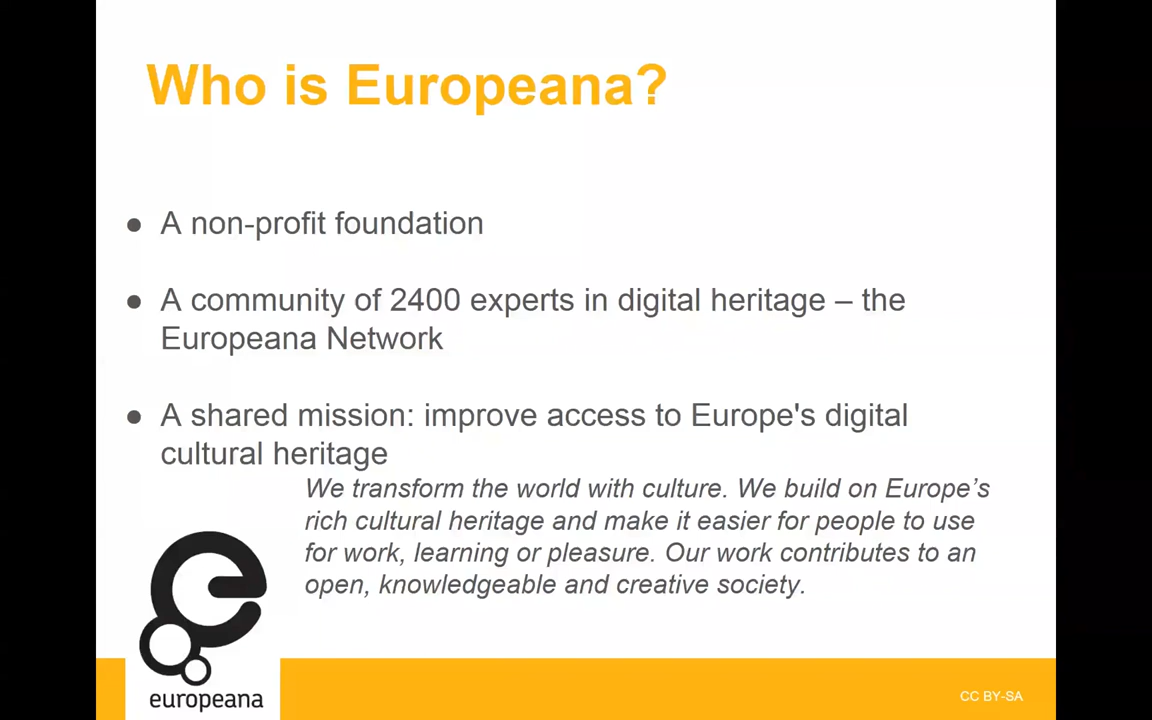 Who is Europeana?
● A non-profit foundation
● A community of 2400 experts in digital heritage – the
Europeana Network
● A shared mission: improve access to Europe's digital
cultural heritage
We transform the world with culture. We build on Europe’s
rich cultural heritage and make it easier for people to use
for work, learning or pleasure. Our work contributes to an
open, knowledgeable and creative society.
europeana
CC BY-SA